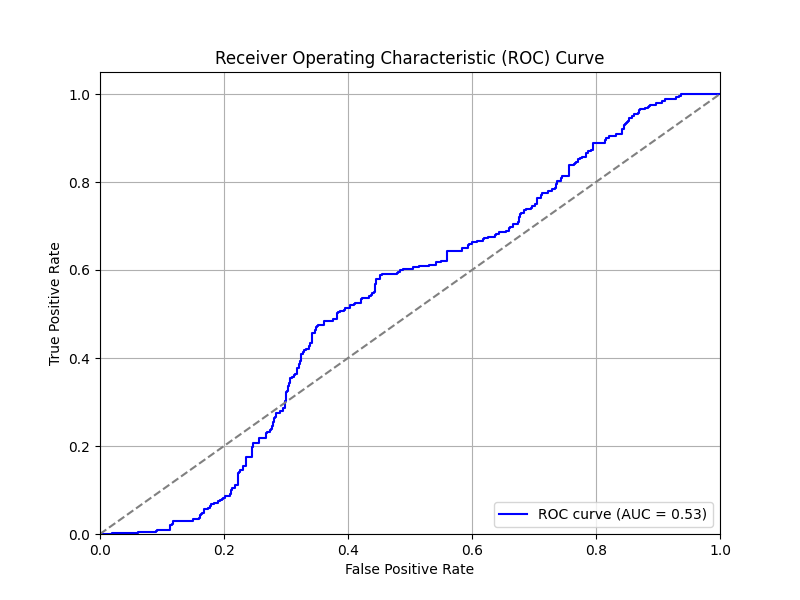 Receiver Operating Characteristic (ROC) Curve
1.0
0.8
0.6
0.4
0.2
0.0
True Positive Rate
ROC curve (AUC = 0.53)
0.0 0.2 0.4 0.6 0.8 1.0
False Positive Rate